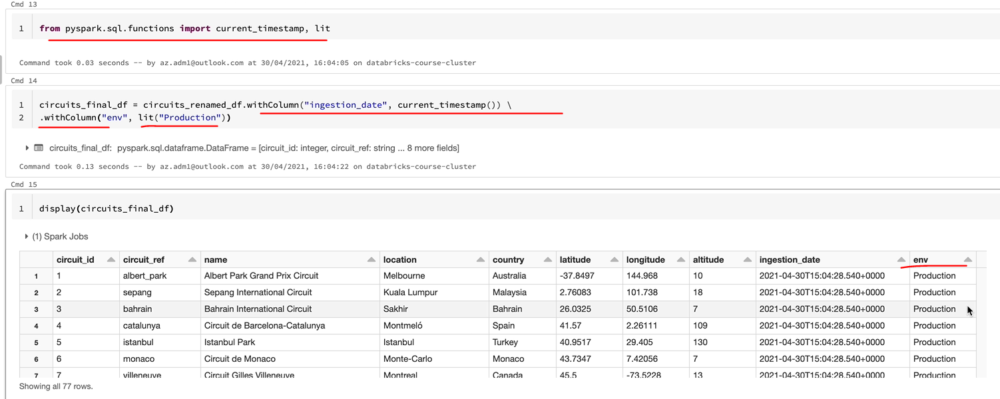 Cmd 13
1 from pyspark.sql.functions import current_timestamp, lit
Command took 0.03 seconds -- by az.adm1@outlook.com at 30/04/2021, 16:04:05 on databricks-course-cluster
Cmd 14
1 circuits_final_df = circuits_renamed_df.withColumn("ingestion_date", current_timestamp()) \
2 .withColumn("env", lit("Production"))
circuits_final_df: pyspark.sql.dataframe.DataFrame = [circuit_id: integer, circuit_ref: string ... 8 more fields]
Command took 0.13 seconds -- by az.adm1@outlook.com at 30/04/2021, 16:04:22 on databricks-course-cluster
Cmd 15
1 display(circuits_final_df)
(1) Spark Jobs
circuit_id circuit_ref name location country latitude longitude altitude ingestion_date env
1 1 albert_park Albert Park Grand Prix Circuit Melbourne Australia -37.8497 144.968 10 2021-04-30T15:04:28.540+0000 Production
2 2 sepang Sepang International Circuit Kuala Lumpur Malaysia 2.76083 101.738 18 2021-04-30T15:04:28.540+0000 Production
3 3 bahrain Bahrain International Circuit Sakhir Bahrain 26.0325 50.5106 7 2021-04-30T15:04:28.540+0000 Production
4 4 catalunya Circuit de Barcelona-Catalunya Montmeló Spain 41.57 2.26111 109 2021-04-30T15:04:28.540+0000 Production
5 5 istanbul Istanbul Park Istanbul Turkey 40.9517 29.405 130 2021-04-30T15:04:28.540+0000 Production
6 6 monaco Circuit de Monaco Monte-Carlo Monaco 43.7347 7.42056 7 2021-04-30T15:04:28.540+0000 Production
7 7 villeneuve Circuit Gilles Villeneuve Montreal Canada 45.5 -73.5228 13 2021-04-30T15:04:28.540+0000 Production
Showing all 77 rows.